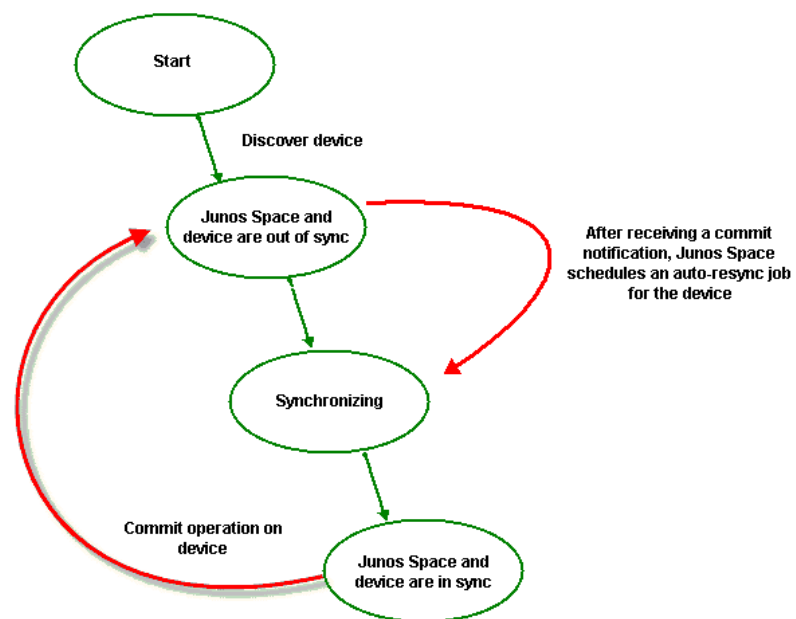 Start
Discover device
Junos Space and
device are out of sync
After receiving a commit
notification, Junos Space
schedules an auto-resync job
for the device
Synchronizing
Commit operation on
device
Junos Space and
device are in sync